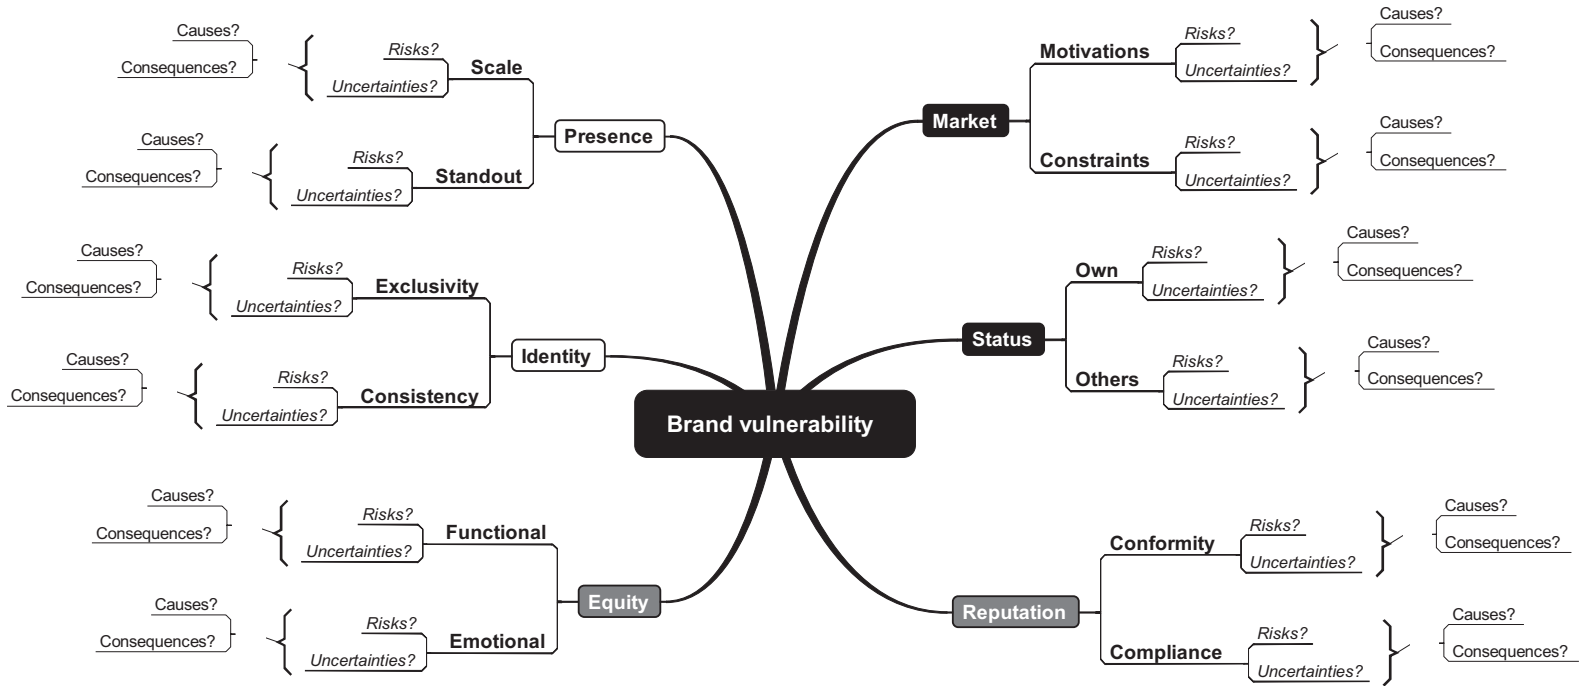 Brand vulnerability
Presence
Scale
Risks?
Uncertainties?
Causes?
Consequences?
Standout
Risks?
Uncertainties?
Causes?
Consequences?
Identity
Exclusivity
Risks?
Uncertainties?
Causes?
Consequences?
Consistency
Risks?
Uncertainties?
Causes?
Consequences?
Equity
Functional
Risks?
Uncertainties?
Causes?
Consequences?
Emotional
Risks?
Uncertainties?
Causes?
Consequences?
Market
Motivations
Risks?
Uncertainties?
Causes?
Consequences?
Constraints
Risks?
Uncertainties?
Causes?
Consequences?
Status
Own
Risks?
Uncertainties?
Causes?
Consequences?
Others
Risks?
Uncertainties?
Causes?
Consequences?
Reputation
Conformity
Risks?
Uncertainties?
Causes?
Consequences?
Compliance
Risks?
Uncertainties?
Causes?
Consequences?